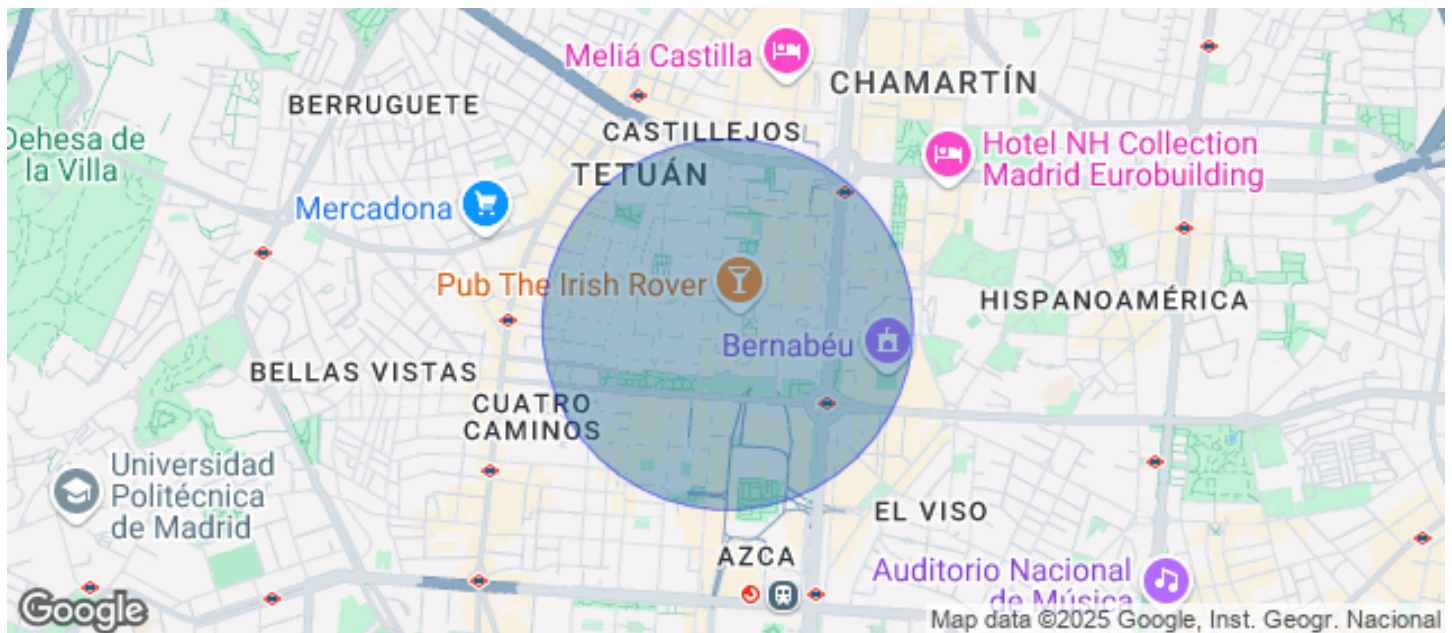 Meliá Castilla
CHAMARTÍN
BERRUGUETE
CASTILLEJOS
Dehesa de
la Villa
TETUÁN
Hotel NH Collection
Madrid Eurobuilding
Mercadona
Pub The Irish Rover
HISPANOAMÉRICA
Bernabéu
BELLAS VISTAS
CUATRO
CAMINOS
Universidad
Politécnica
de Madrid
EL VISO
AZCA
Auditorio Nacional
de Música
Google
Map data ©2025 Google, Inst. Geogr. Nacional